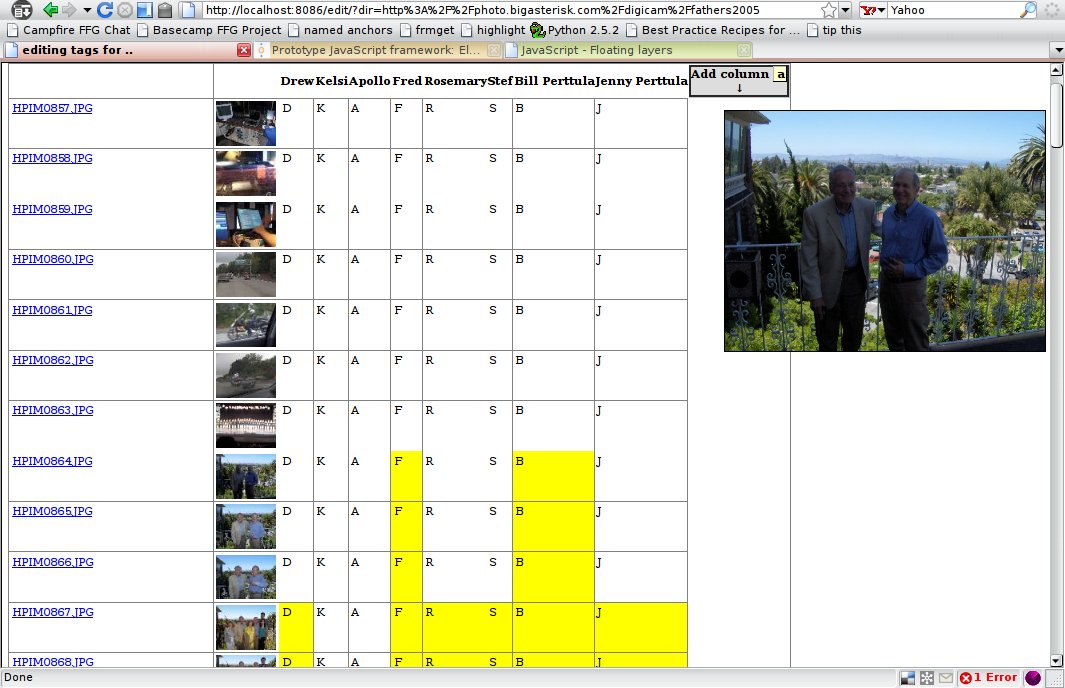 http://localhost:8086/edit/?dir=http%3A%2F%2Fphoto.bigasterisk.com%2Fdigicam%2Ffathers2005 Yahoo
Campfire FFG Chat Basecamp FFG Project named anchors frmget highlight Python 2.5.2 Best Practice Recipes for ... tip this
editing tags for .. Prototype JavaScript framework: El... JavaScript - Floating layers
Drew Kelsi Apollo Fred Rosemary Stef Bill Perttula Jenny Perttula Add column a
↓
HPIM0857.JPG D K A F R S B J
HPIM0858.JPG D K A F R S B J
HPIM0859.JPG D K A F R S B J
HPIM0860.JPG D K A F R S B J
HPIM0861.JPG D K A F R S B J
HPIM0862.JPG D K A F R S B J
HPIM0863.JPG D K A F R S B J
HPIM0864.JPG D K A F R S B J
HPIM0865.JPG D K A F R S B J
HPIM0866.JPG D K A F R S B J
HPIM0867.JPG D K A F R S B J
HPIM0868.JPG D K A F R S B J
Done 1 Error